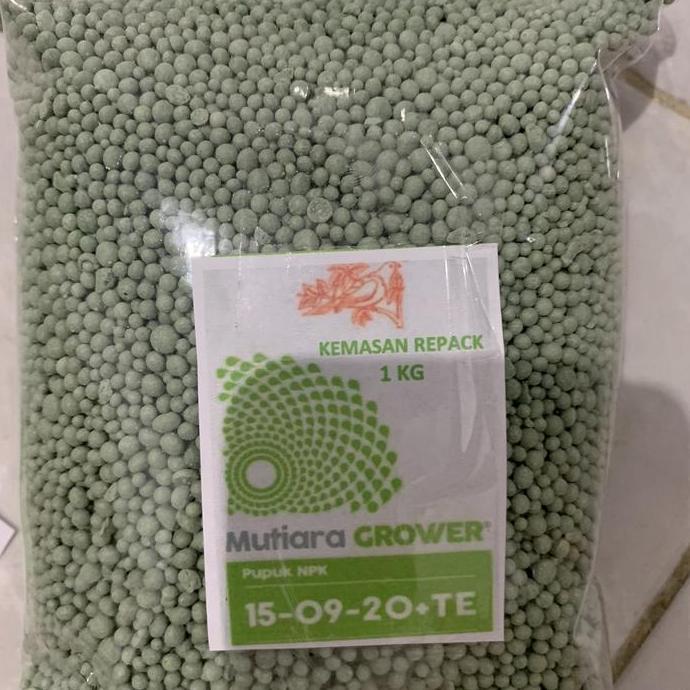 KEMASAN REPACK
1 KG
Mutiara GROWER®
Pupuk NPK
15-09-20+TE